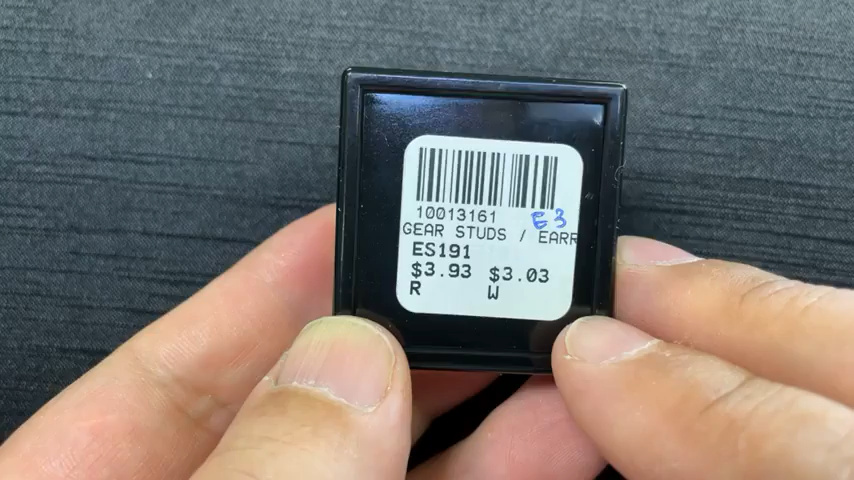 10013161 E3
GEAR STUDS / EARR
ES191
$3.93 $3.03
R W